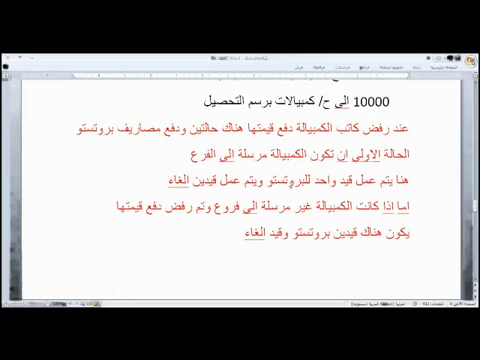 10000 الى ح/ كمبيالات برسم التحصيل
عند رفض كاتب الكمبيالة دفع قيمتها هناك حالتين ودفع مصاريف بروتستو
الحالة الاولى ان تكون الكمبيالة مرسلة الى الفرع
هنا يتم عمل قيد واحد للبروتستو ويتم عمل قيدين الغاء
اما اذا كانت الكمبيالة غير مرسلة الى فروع وتم رفض دفع قيمتها
يكون هناك قيدين بروتستو وقيد الغاء